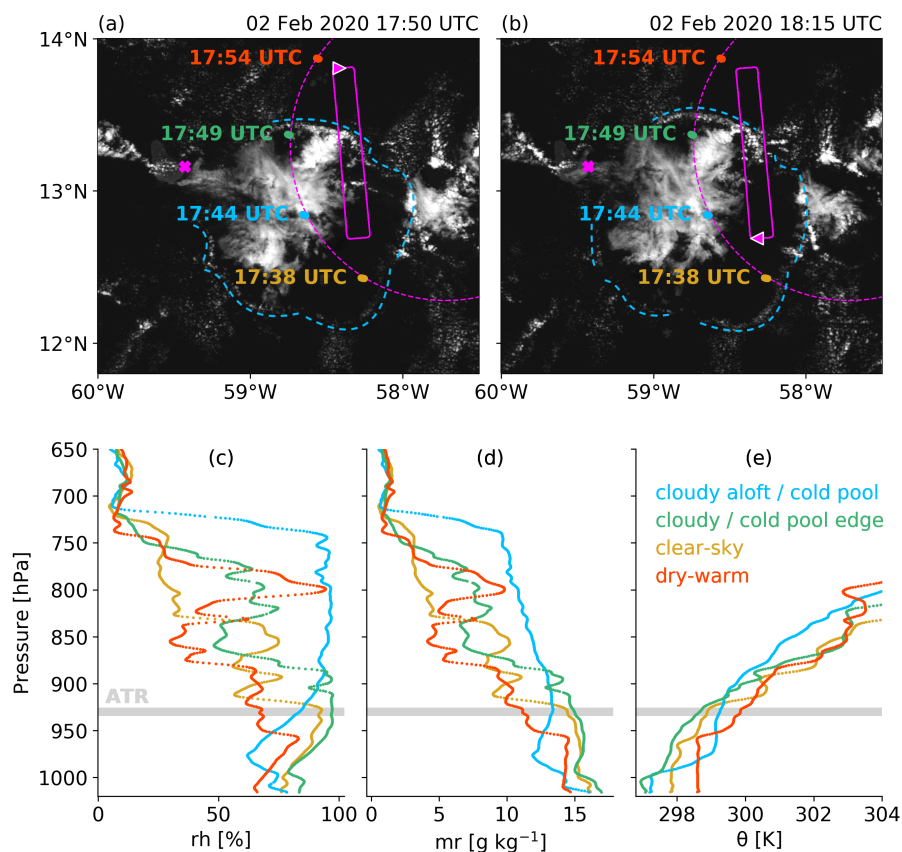 (a) 02 Feb 2020 17:50 UTC
(b) 02 Feb 2020 18:15 UTC
14°N
13°N
12°N
17:54 UTC
17:49 UTC
17:44 UTC
17:38 UTC
17:54 UTC
17:49 UTC
17:44 UTC
17:38 UTC
60°W 59°W 58°W
60°W 59°W 58°W
(c)
(d)
(e)
Pressure [hPa]
650
700
750
800
850
900
950
1000
ATR
cloudy aloft / cold pool
cloudy / cold pool edge
clear-sky
dry-warm
0 50 100
0 5 10 15
298 300 302 304
rh [%]
mr [g kg⁻¹]
θ [K]